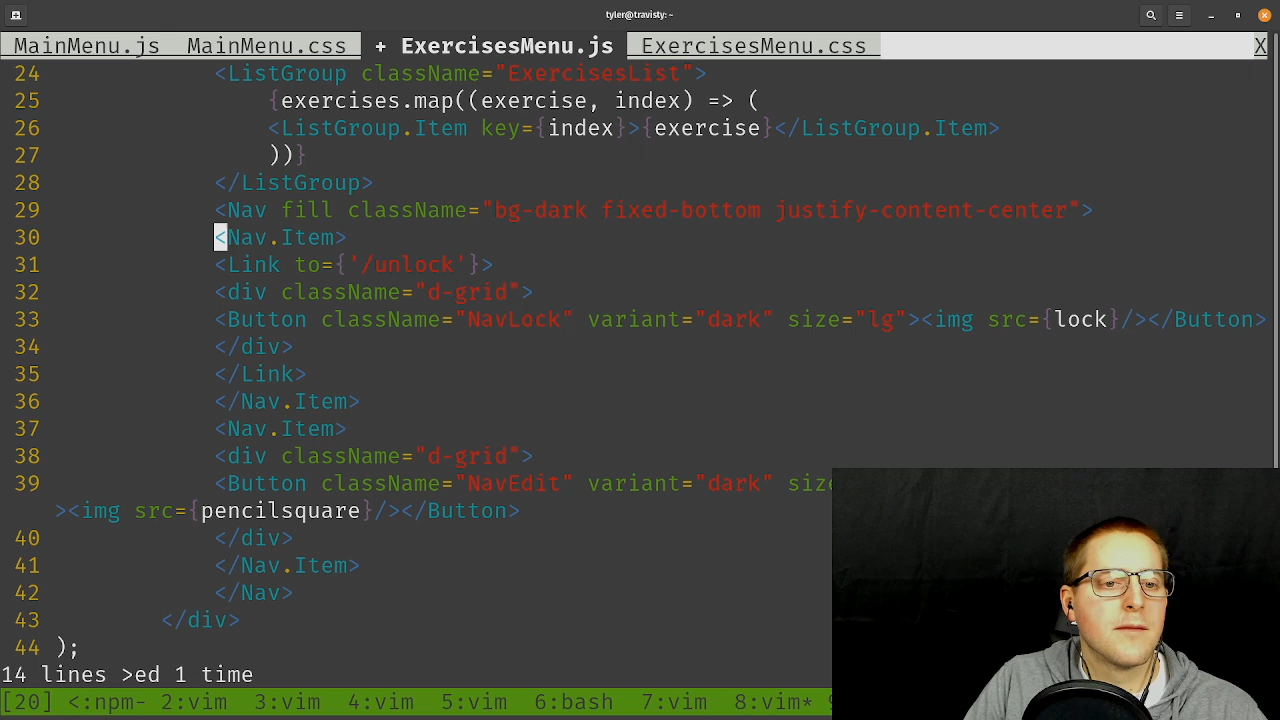 tyler@travisty: ~
MainMenu.js MainMenu.css + ExercisesMenu.js ExercisesMenu.css X
24 <ListGroup className="ExercisesList">
25 {exercises.map((exercise, index) => (
26 <ListGroup.Item key={index}>{exercise}</ListGroup.Item>
27 ))}
28 </ListGroup>
29 <Nav fill className="bg-dark fixed-bottom justify-content-center">
30 <Nav.Item>
31 <Link to={'/unlock'}>
32 <div className="d-grid">
33 <Button className="NavLock" variant="dark" size="lg"><img src={lock}/></Button>
34 </div>
35 </Link>
36 </Nav.Item>
37 <Nav.Item>
38 <div className="d-grid">
39 <Button className="NavEdit" variant="dark" siz
><img src={pencilsquare}/></Button>
40 </div>
41 </Nav.Item>
42 </Nav>
43 </div>
44 );
14 lines >ed 1 time
[20] <:npm- 2:vim 3:vim 4:vim 5:vim 6:bash 7:vim 8:vim*